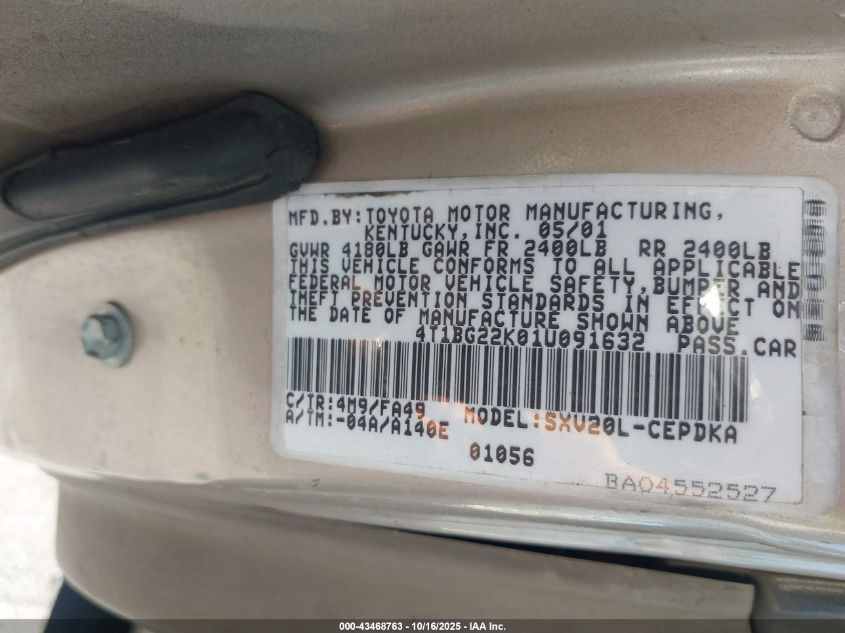 MFD.BY:TOYOTA MOTOR MANUFACTURING,
KENTUCKY,INC. 05/01
GVWR 4180LB GAWR FR 2400LB RR 2400LB
THIS VEHICLE CONFORMS TO ALL APPLICABLE
FEDERAL MOTOR VEHICLE SAFETY,BUMPER AND
THEFT PREVENTION STANDARDS IN EFFECT ON
THE DATE OF MANUFACTURE SHOWN ABOVE
4T1BG22K01U091632 PASS.CAR
C/TR:4M9/FA49 MODEL:SXV20L-CEPDKA
A/TM:-04A/A140E
01056
BA04552527
000-43468763 | 10/16/2025 - IAA Inc.